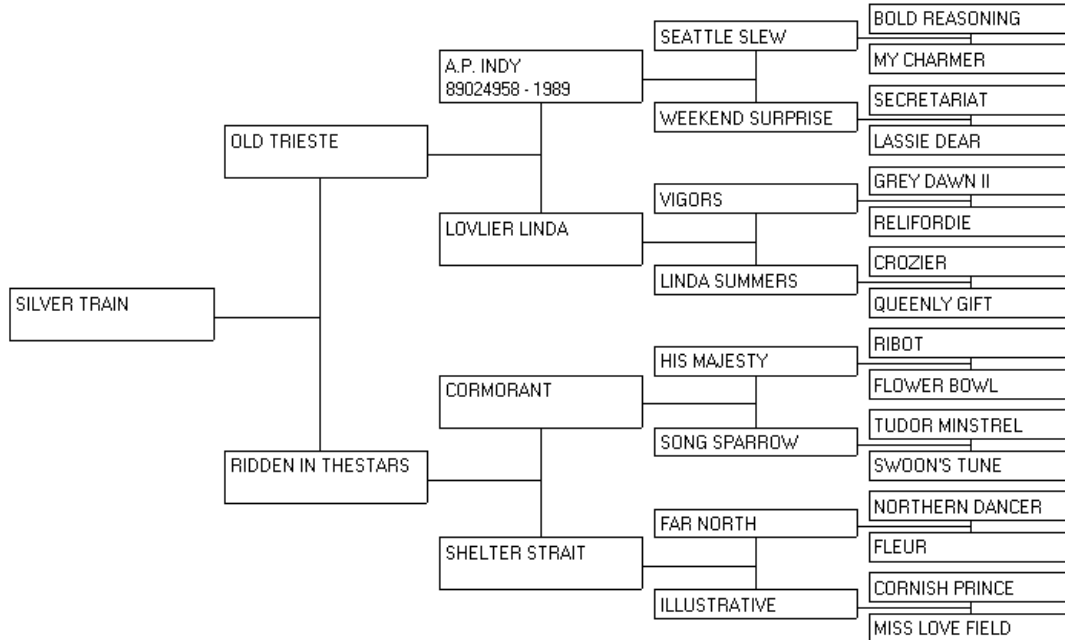 BOLD REASONING
SEATTLE SLEW
MY CHARMER
A.P. INDY
89024958 - 1989
SECRETARIAT
WEEKEND SURPRISE
LASSIE DEAR
OLD TRIESTE
GREY DAWN II
VIGORS
RELIFORDIE
LOVLIER LINDA
CROZIER
LINDA SUMMERS
QUEENLY GIFT
SILVER TRAIN
RIBOT
HIS MAJESTY
FLOWER BOWL
CORMORANT
TUDOR MINSTREL
SONG SPARROW
SWOON'S TUNE
RIDDEN IN THESTARS
NORTHERN DANCER
FAR NORTH
FLEUR
SHELTER STRAIT
CORNISH PRINCE
ILLUSTRATIVE
MISS LOVE FIELD